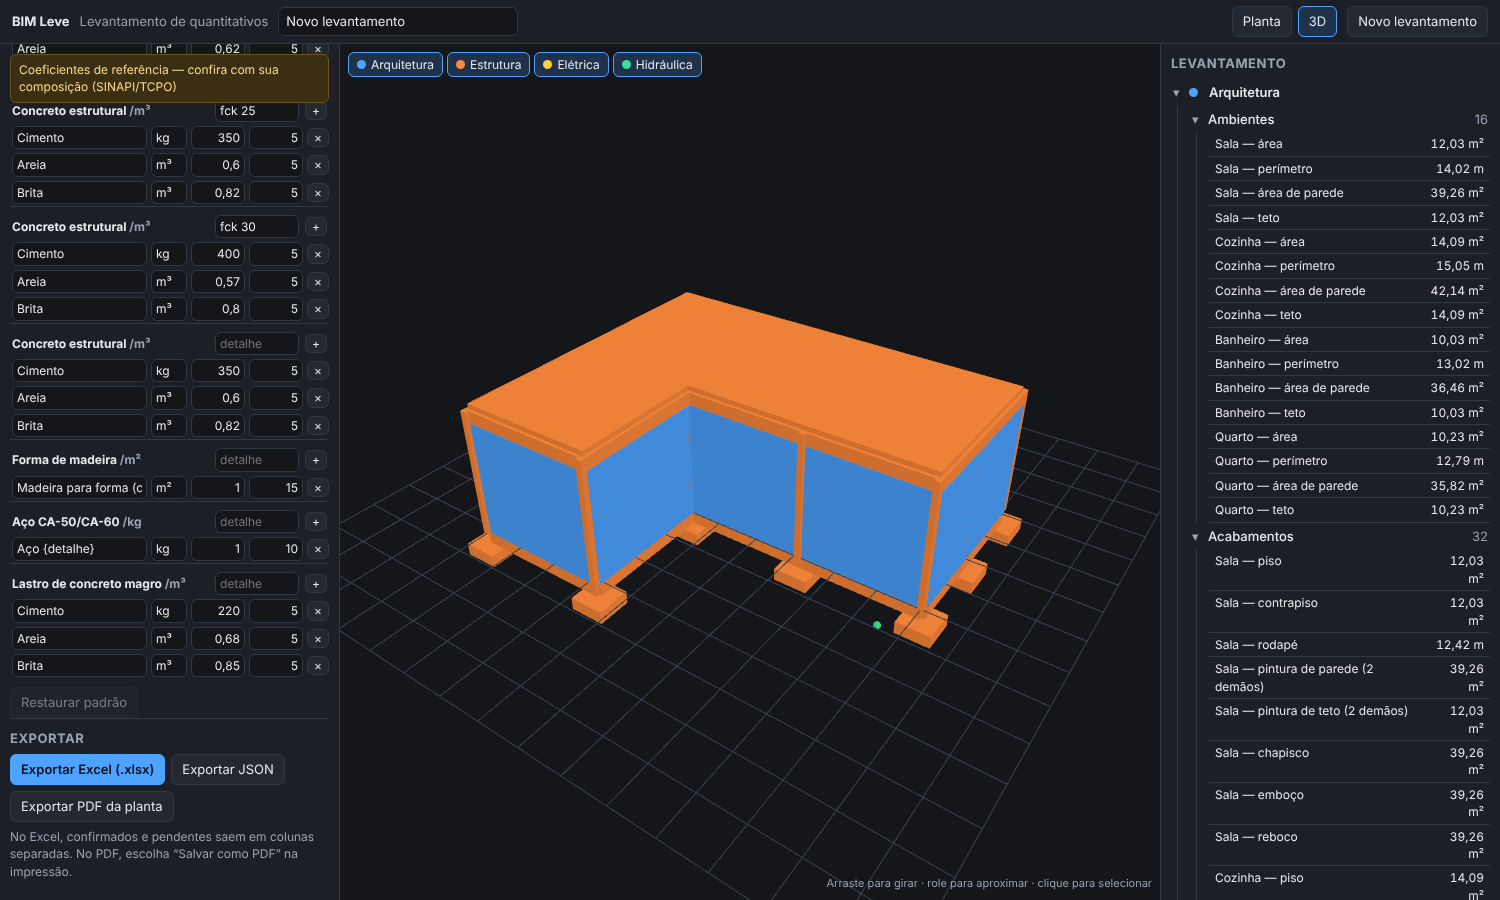 BIM Leve Levantamento de quantitativos Novo levantamento Planta 3D Novo levantamento
Areia m³ 0,62 5 ×
Coeficientes de referência — confira com sua
composição (SINAPI/TCPO)
Concreto estrutural /m³ fck 25 +
Cimento kg 350 5 ×
Areia m³ 0,6 5 ×
Brita m³ 0,82 5 ×
Concreto estrutural /m³ fck 30 +
Cimento kg 400 5 ×
Areia m³ 0,57 5 ×
Brita m³ 0,8 5 ×
Concreto estrutural /m³ detalhe +
Cimento kg 350 5 ×
Areia m³ 0,6 5 ×
Brita m³ 0,82 5 ×
Forma de madeira /m² detalhe +
Madeira para forma (c m² 1 15 ×
Aço CA-50/CA-60 /kg detalhe +
Aço {detalhe} kg 1 10 ×
Lastro de concreto magro /m³ detalhe +
Cimento kg 220 5 ×
Areia m³ 0,68 5 ×
Brita m³ 0,85 5 ×
Restaurar padrão
EXPORTAR
Exportar Excel (.xlsx) Exportar JSON
Exportar PDF da planta
No Excel, confirmados e pendentes saem em colunas
separadas. No PDF, escolha “Salvar como PDF” na
impressão.
Arquitetura Estrutura Elétrica Hidráulica
Arraste para girar · role para aproximar · clique para selecionar
LEVANTAMENTO
▾ Arquitetura
▾ Ambientes 16
Sala — área 12,03 m²
Sala — perímetro 14,02 m
Sala — área de parede 39,26 m²
Sala — teto 12,03 m²
Cozinha — área 14,09 m²
Cozinha — perímetro 15,05 m
Cozinha — área de parede 42,14 m²
Cozinha — teto 14,09 m²
Banheiro — área 10,03 m²
Banheiro — perímetro 13,02 m
Banheiro — área de parede 36,46 m²
Banheiro — teto 10,03 m²
Quarto — área 10,23 m²
Quarto — perímetro 12,79 m
Quarto — área de parede 35,82 m²
Quarto — teto 10,23 m²
▾ Acabamentos 32
Sala — piso 12,03
m²
Sala — contrapiso 12,03
m²
Sala — rodapé 12,42 m
Sala — pintura de parede (2 39,26
demãos) m²
Sala — pintura de teto (2 demãos) 12,03
m²
Sala — chapisco 39,26
m²
Sala — emboço 39,26
m²
Sala — reboco 39,26
m²
Cozinha — piso 14,09
m²